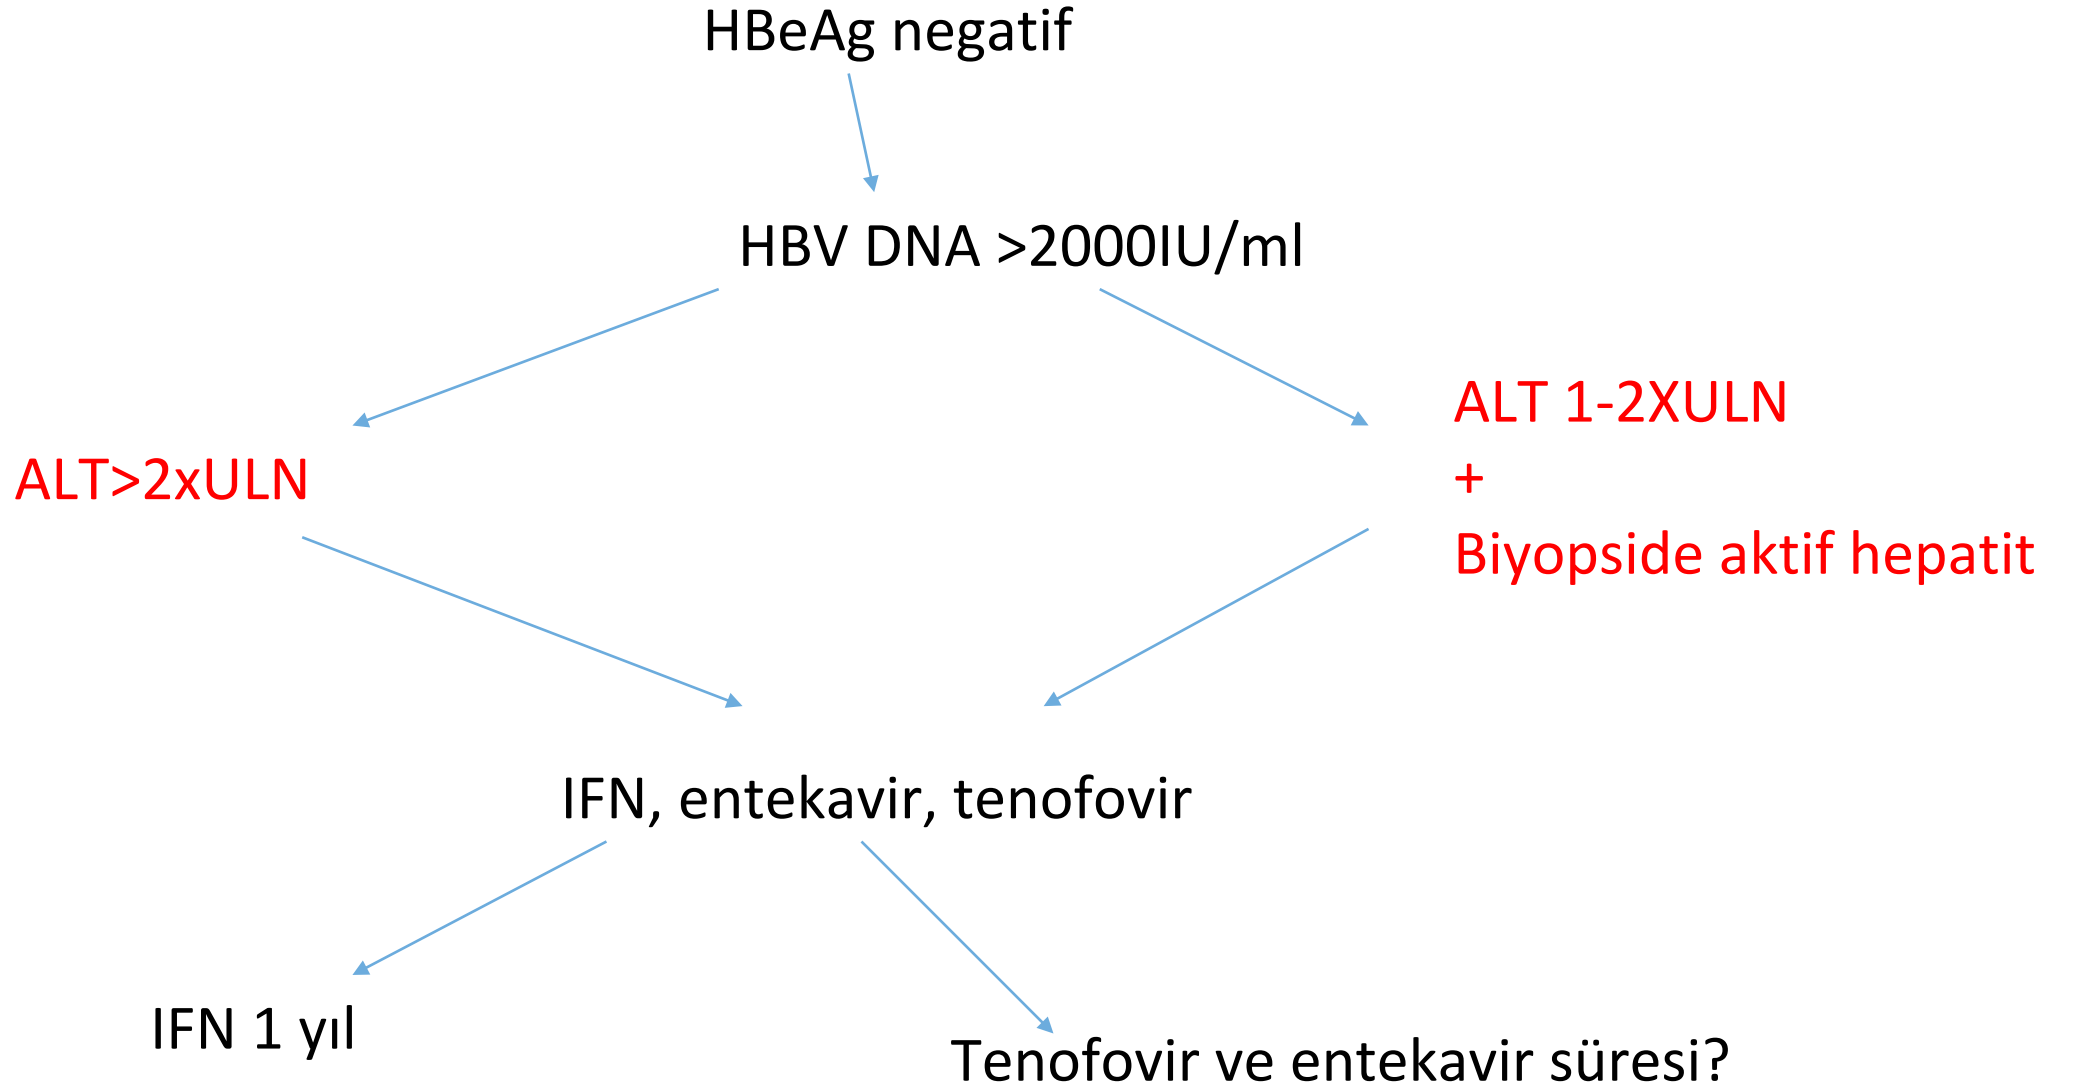 HBeAg negatif
HBV DNA >2000IU/ml
ALT>2xULN
ALT 1-2XULN
+
Biyopside aktif hepatit
IFN, entekavir, tenofovir
IFN 1 yıl
Tenofovir ve entekavir süresi?